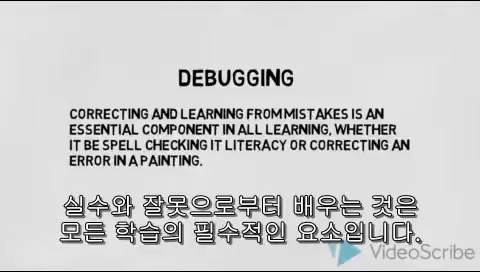 DEBUGGING
CORRECTING AND LEARNING FROM MISTAKES IS AN
ESSENTIAL COMPONENT IN ALL LEARNING, WHETHER
IT BE SPELL CHECKING IT LITERACY OR CORRECTING AN
ERROR IN A PAINTING.
실수와 잘못으로부터 배우는 것은
모든 학습의 필수적인 요소입니다.
VideoScribe